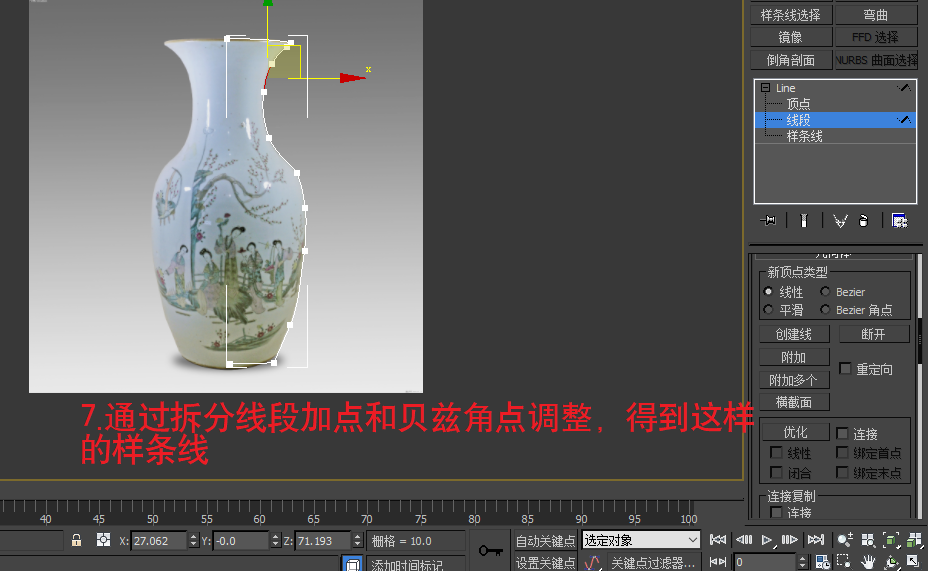 样条线选择 弯曲
镜像 FFD 选择
倒角剖面 NURBS 曲面选择
Line
顶点
线段
样条线
x
新顶点类型
线性 Bezier
平滑 Bezier 角点
创建线 断开
附加
重定向
附加多个
横截面
优化 连接
线性 绑定首点
闭合 绑定末点
连接复制
连接
7.通过拆分线段加点和贝兹角点调整，得到这样
的样条线
40 45 50 55 60 65 70 75 80 85 90 95 100
X: 27.062 Y: -0.0 Z: 71.193 栅格 = 10.0 自动关键点 选定对象
添加时间标记 设置关键点 关键点过滤器... 0